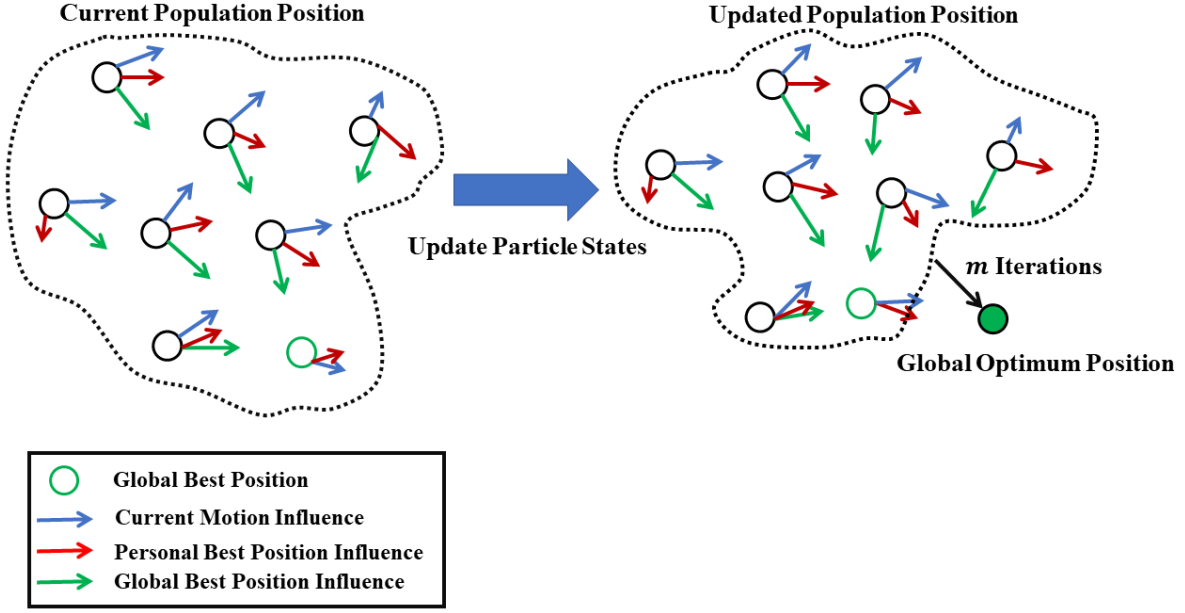 Current Population Position
Updated Population Position
Update Particle States
m Iterations
Global Optimum Position
Global Best Position
Current Motion Influence
Personal Best Position Influence
Global Best Position Influence